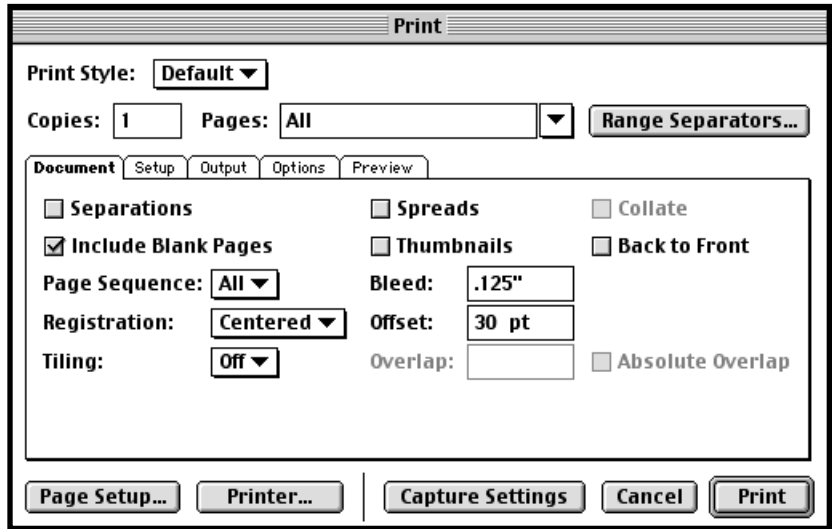 Print
Print Style: Default
Copies: 1 Pages: All Range Separators...
Document Setup Output Options Preview
Separations Spreads Collate
Include Blank Pages Thumbnails Back to Front
Page Sequence: All Bleed: .125"
Registration: Centered Offset: 30 pt
Tiling: Off Overlap: Absolute Overlap
Page Setup... Printer... Capture Settings Cancel Print